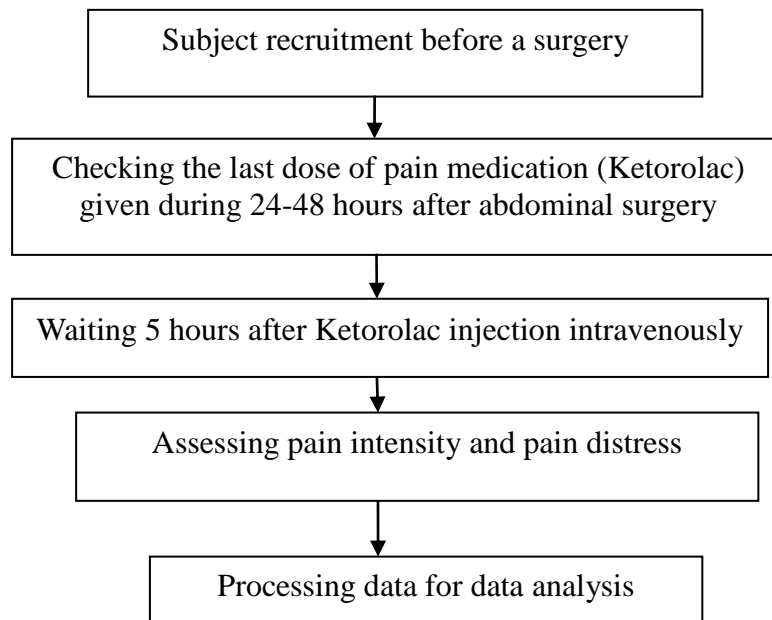 Subject recruitment before a surgery
Checking the last dose of pain medication (Ketorolac)
given during 24-48 hours after abdominal surgery
Waiting 5 hours after Ketorolac injection intravenously
Assessing pain intensity and pain distress
Processing data for data analysis